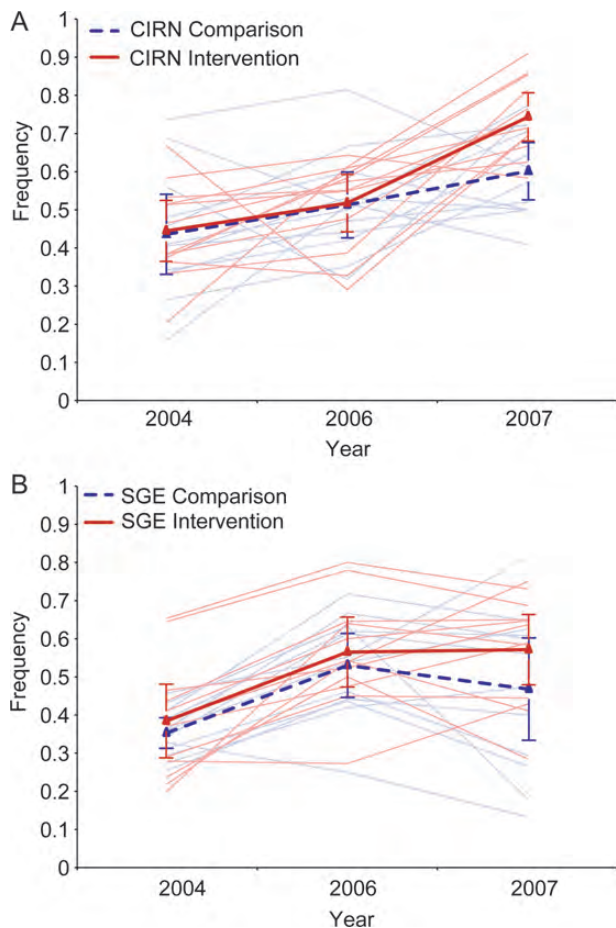 A
CIRN Comparison
CIRN Intervention
1
0.9
0.8
0.7
0.6
0.5
0.4
0.3
0.2
0.1
0
Frequency
2004 2006 2007
Year
B
SGE Comparison
SGE Intervention
1
0.9
0.8
0.7
0.6
0.5
0.4
0.3
0.2
0.1
0
Frequency
2004 2006 2007
Year